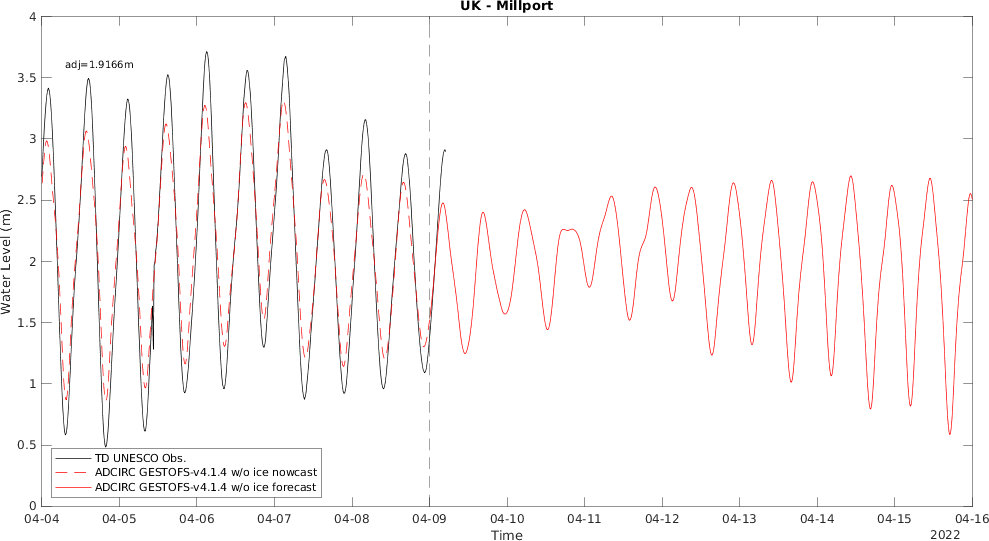 UK - Millport
4
3.5
3
2.5
2
1.5
1
0.5
0
Water Level (m)
adj=1.9166m
TD UNESCO Obs.
ADCIRC GESTOFS-v4.1.4 w/o ice nowcast
ADCIRC GESTOFS-v4.1.4 w/o ice forecast
04-04 04-05 04-06 04-07 04-08 04-09 04-10 04-11 04-12 04-13 04-14 04-15 04-16
Time
2022